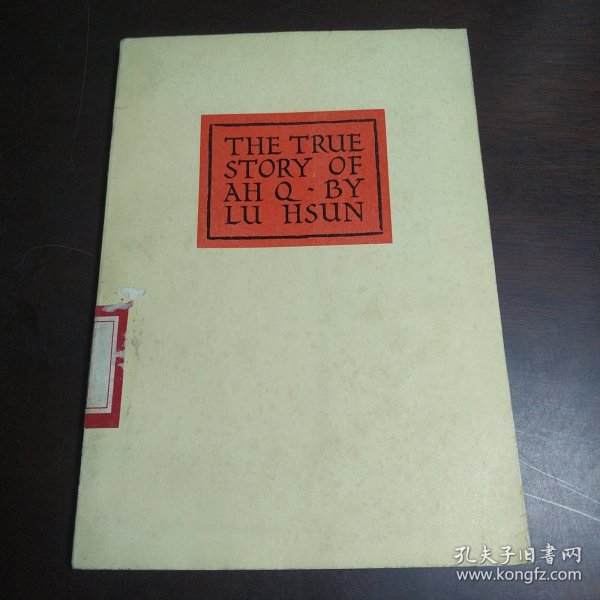 THE TRUE
STORY OF
AH Q · BY
LU HSUN
孔夫子旧书网
www.kongfz.com